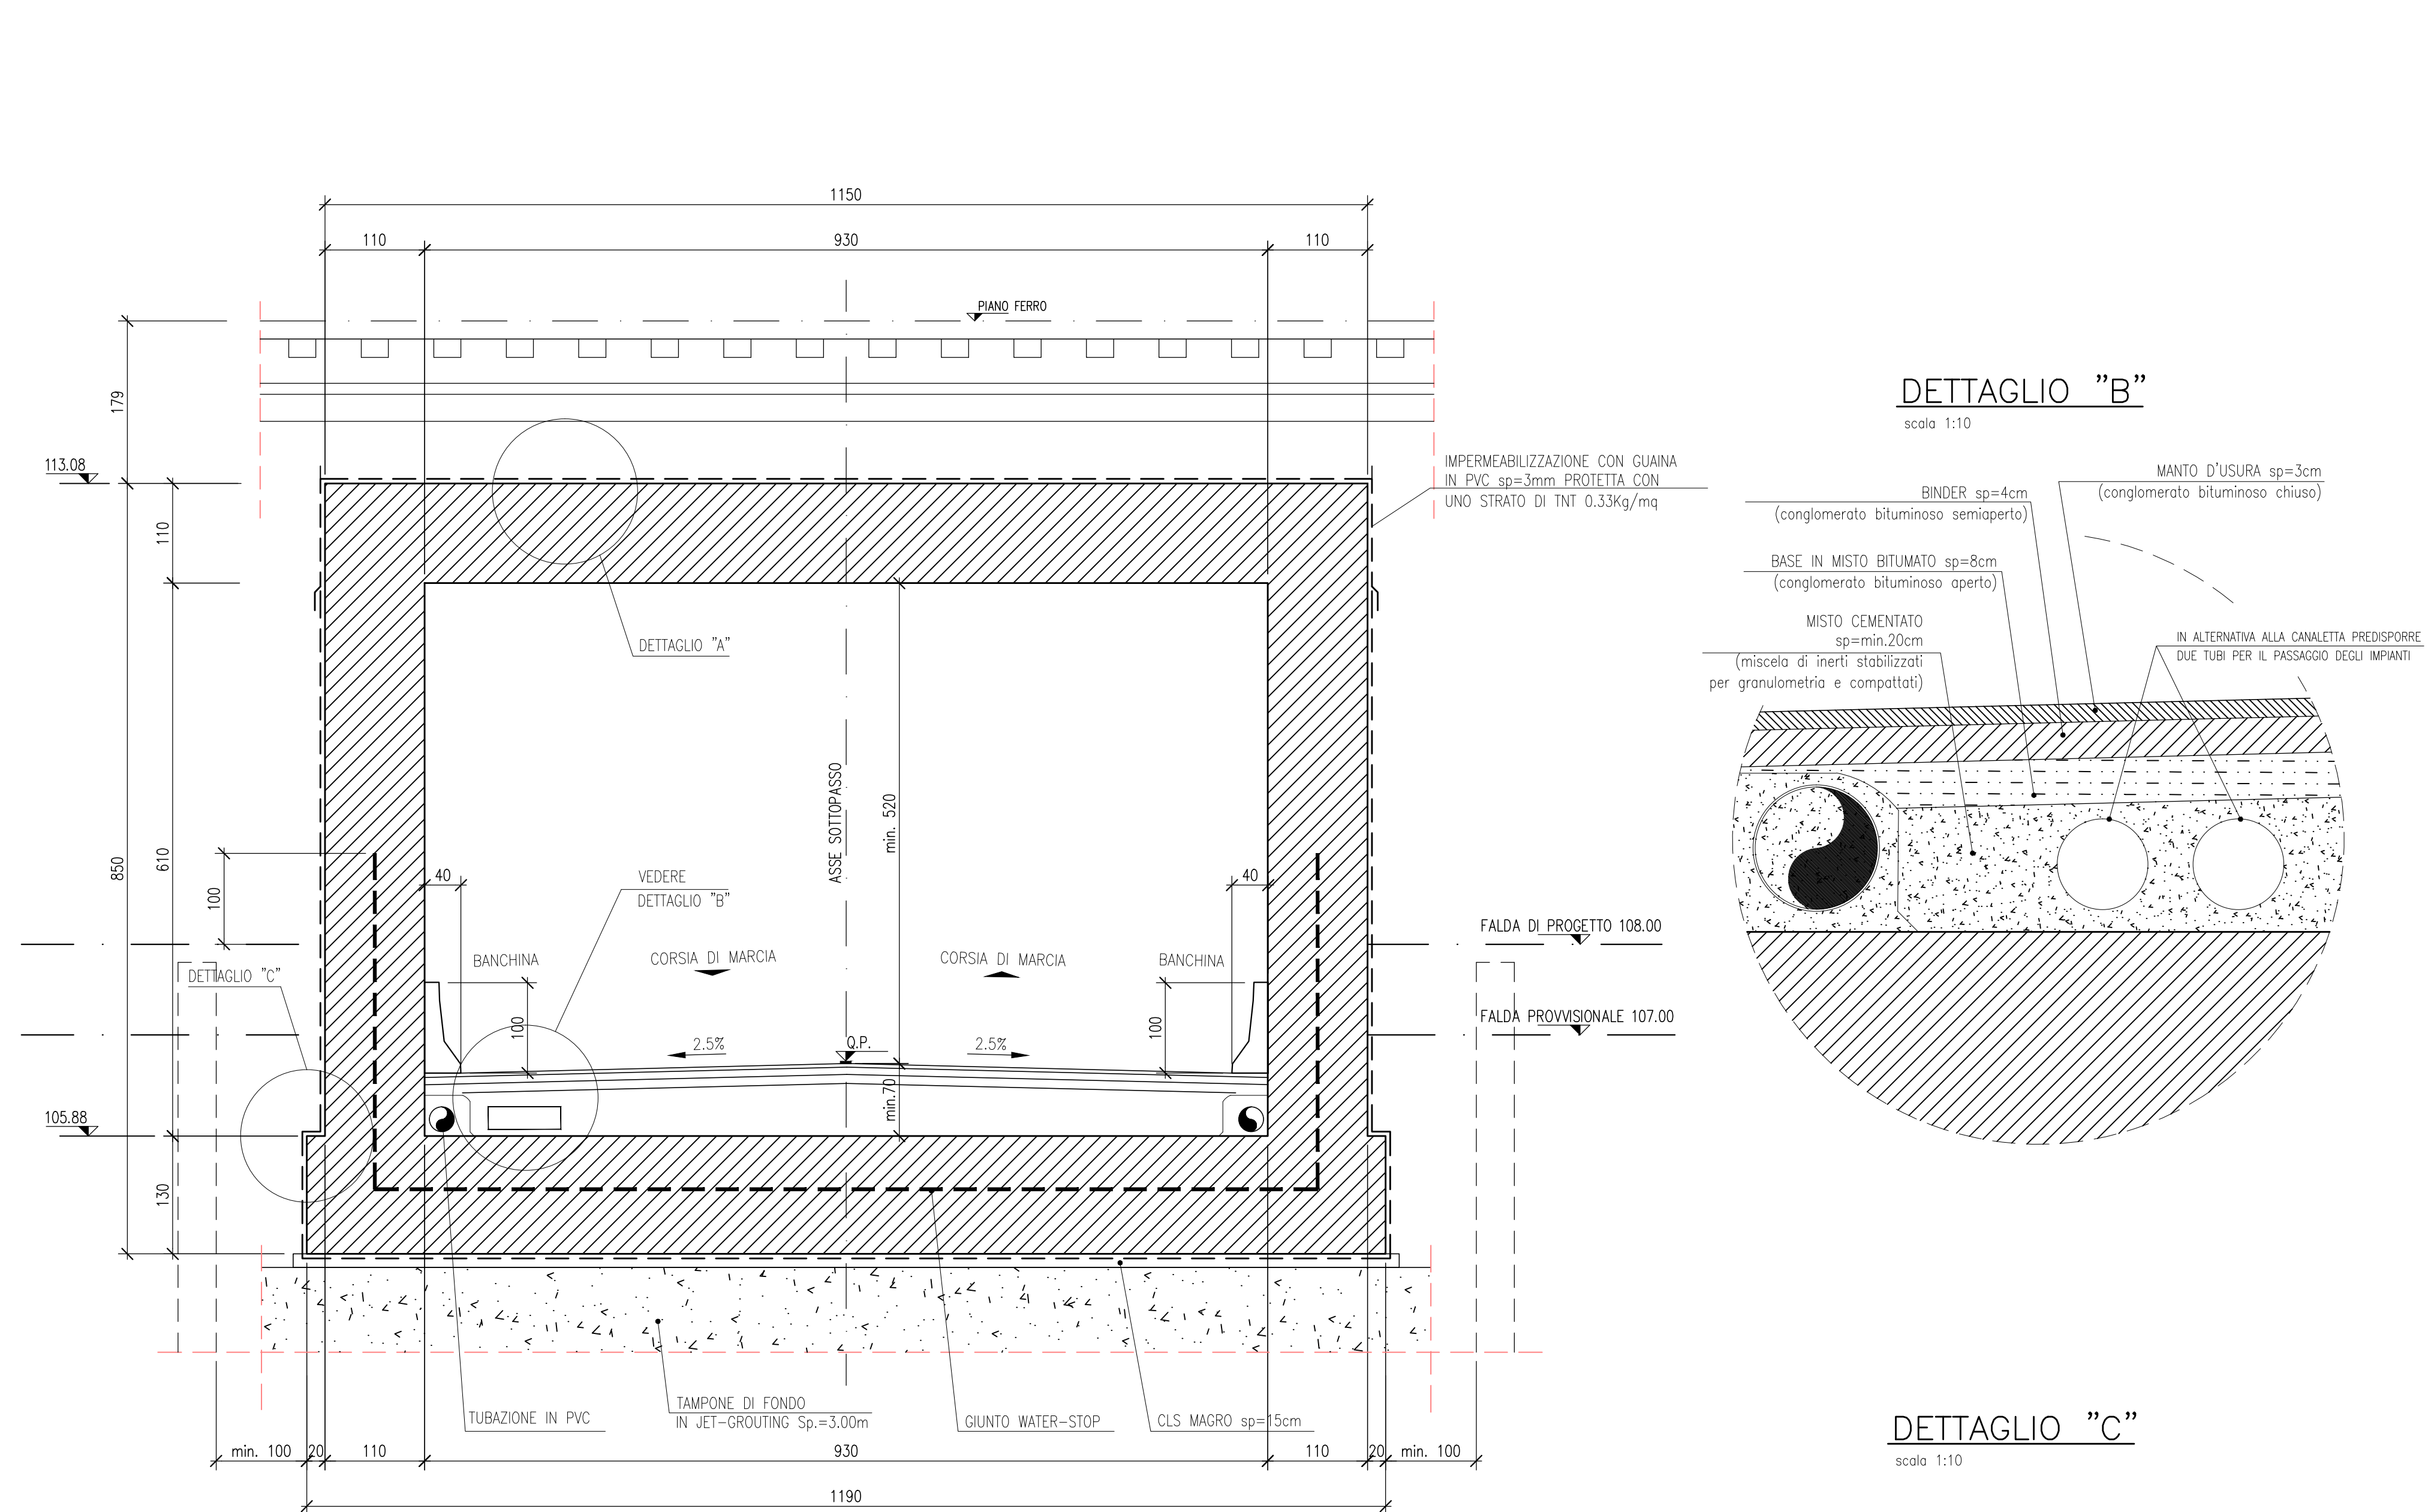 1150
110
930
110
PIANO FERRO
179
113.08
110
IMPERMEABILIZZAZIONE CON GUAINA
IN PVC sp=3mm PROTETTA CON
UNO STRATO DI TNT 0.33Kg/mq
DETTAGLIO "A"
ASSE SOTTOPASSO
min. 520
850
610
100
40
40
VEDERE
DETTAGLIO "B"
FALDA DI PROGETTO 108.00
BANCHINA
CORSIA DI MARCIA
CORSIA DI MARCIA
BANCHINA
DETTAGLIO "C"
FALDA PROVVISIONALE 107.00
100
100
2.5%
Q.P.
2.5%
min.70
105.88
130
TUBAZIONE IN PVC
TAMPONE DI FONDO
IN JET-GROUTING Sp.=3.00m
GIUNTO WATER-STOP
CLS MAGRO sp=15cm
min. 100
20
110
930
110
20
min. 100
1190
DETTAGLIO "B"
scala 1:10
MANTO D'USURA sp=3cm
(conglomerato bituminoso chiuso)
BINDER sp=4cm
(conglomerato bituminoso semiaperto)
BASE IN MISTO BITUMATO sp=8cm
(conglomerato bituminoso aperto)
MISTO CEMENTATO
sp=min.20cm
(miscela di inerti stabilizzati
per granulometria e compattati)
IN ALTERNATIVA ALLA CANALETTA PREDISPORRE
DUE TUBI PER IL PASSAGGIO DEGLI IMPIANTI
DETTAGLIO "C"
scala 1:10